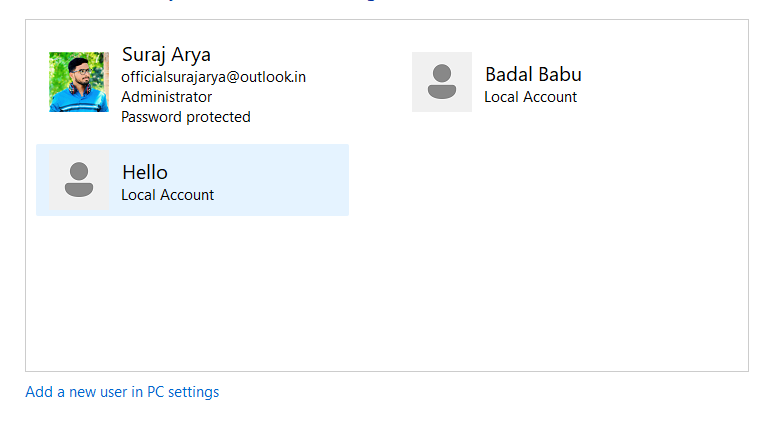 Suraj Arya
officialsurajarya@outlook.in
Administrator
Password protected
Badal Babu
Local Account
Hello
Local Account
Add a new user in PC settings